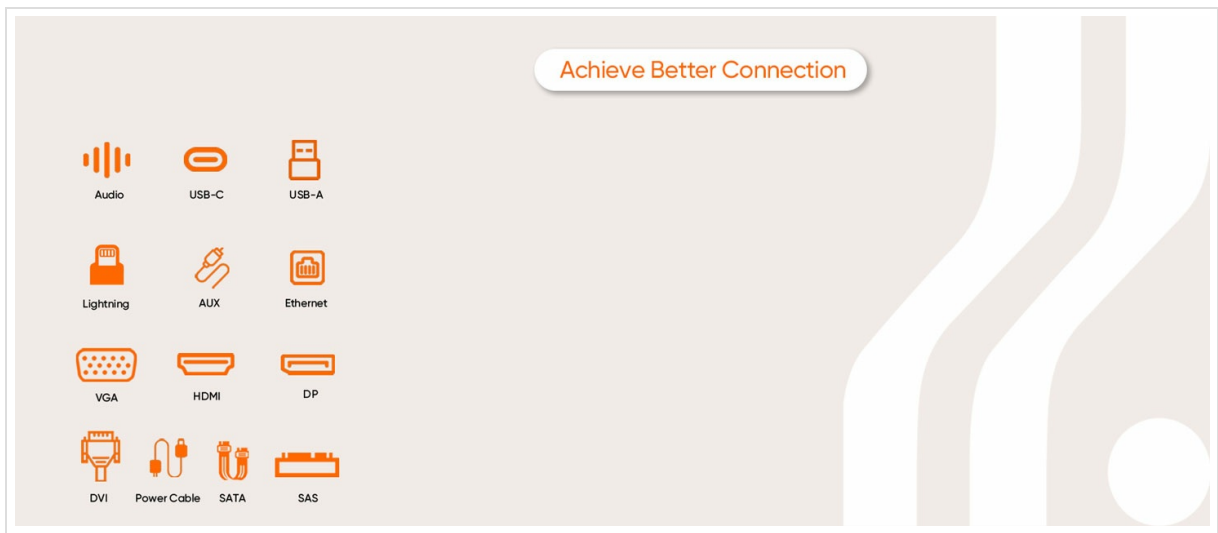 Achieve Better Connection
Audio USB-C USB-A
Lightning AUX Ethernet
VGA HDMI DP
DVI Power Cable SATA SAS